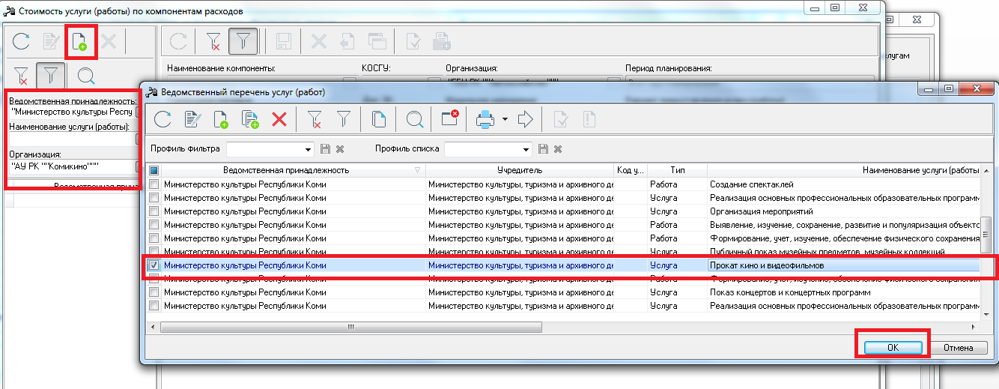 Стоимость услуги (работы) по компонентам расходов
слугам
Наименование компоненты:
КОСГУ:
Организация:
Период планирования:
Ведомственная принадлежность:
"Министерство культуры Респу
Наименование услуги (работы):
Организация:
"АУ РК ""Комикино"""
Ведомственная прина
Ведомственный перечень услуг (работ)
Профиль фильтра
Профиль списка
Ведомственная принадлежность Учредитель Код у... Тип Наименование услуги (работы
Министерство культуры Республики Коми Министерство культуры, туризма и архивного де Работа Создание спектаклей
Министерство культуры Республики Коми Министерство культуры, туризма и архивного де Услуга Реализация основных профессиональных образовательных программ
Министерство культуры Республики Коми Министерство культуры, туризма и архивного де Услуга Организация мероприятий
Министерство культуры Республики Коми Министерство культуры, туризма и архивного де Работа Выявление, изучение, сохранение, развитие и популяризация объекто
Министерство культуры Республики Коми Министерство культуры, туризма и архивного де Работа Формирование, учет, изучение, обеспечение физического сохранения
Министерство культуры Республики Коми Министерство культуры, туризма и архивного де Услуга Публичный показ музейных предметов, музейных коллекций
Министерство культуры Республики Коми Министерство культуры, туризма и архивного де Услуга Прокат кино и видеофильмов
Министерство культуры Республики Коми Министерство культуры, туризма и архивного де Работа Формирование, учет, изучение, обеспечение физического сохранения
Министерство культуры Республики Коми Министерство культуры, туризма и архивного де Услуга Показ концертов и концертных программ
Министерство культуры Республики Коми Министерство культуры, туризма и архивного де Услуга Реализация основных профессиональных образовательных программ
OK
Отмена